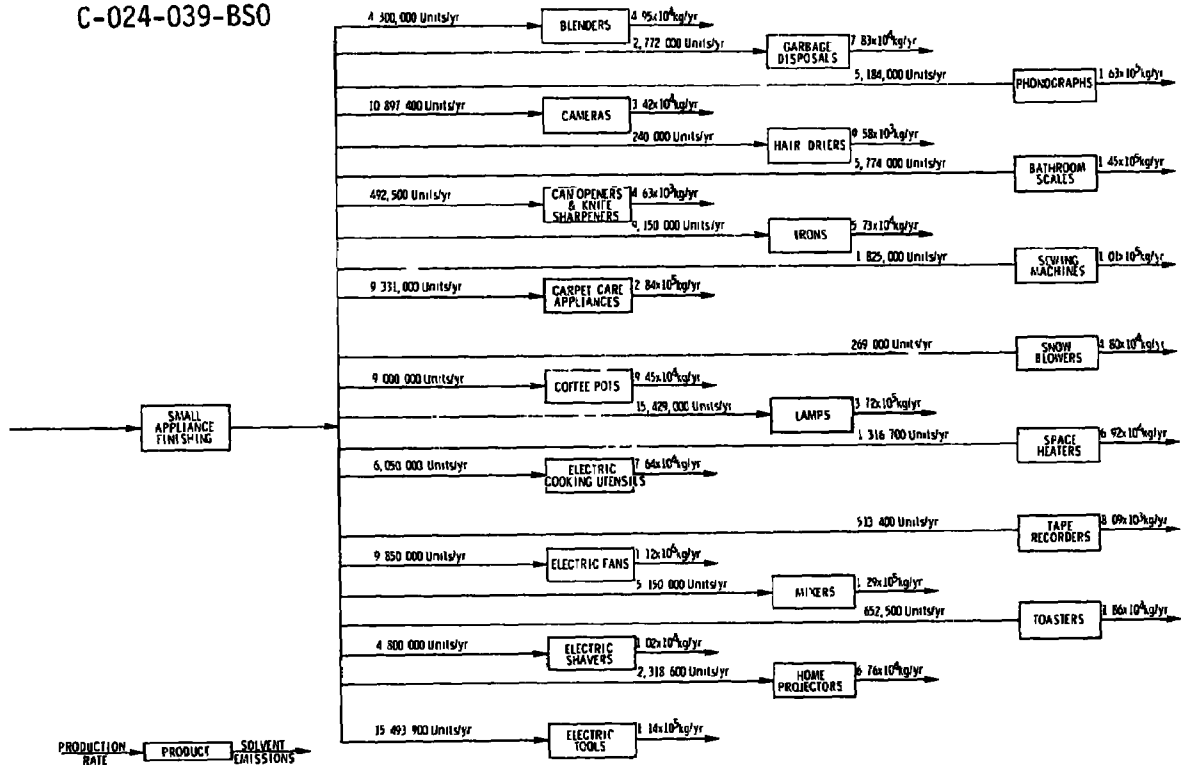 C-024-039-BSO
4 300,000 Units/yr
BLENDERS
4 95x10⁴kg/yr
2,772 000 Units/yr
GARBAGE
DISPOSALS
7 83x10⁴kg/yr
5,184,000 Units/yr
PHONOGRAPHS
1 63x10⁵kg/yr
10 897 400 Units/yr
CAMERAS
3 42x10⁴kg/yr
240 000 Units/yr
HAIR DRIERS
9 58x10³kg/yr
5,774 000 Units/yr
BATHROOM
SCALES
1 45x10⁵kg/yr
492,500 Units/yr
CAN OPENERS
& KNIFE
SHARPENERS
4 63x10³kg/yr
9,150 000 Units/yr
IRONS
5 73x10⁴kg/yr
1 825,000 Units/yr
SEWING
MACHINES
1 01x10⁵kg/yr
9 331,000 Units/yr
CARPET CARE
APPLIANCES
2 84x10⁵kg/yr
269 000 Units/yr
SNOW
BLOWERS
4 80x10⁴kg/yr
9 000 000 Units/yr
COFFEE POTS
9 45x10⁴kg/yr
15,429,000 Units/yr
LAMPS
3 72x10⁵kg/yr
SMALL
APPLIANCE
FINISHING
1 316 700 Units/yr
SPACE
HEATERS
6 92x10⁴kg/yr
6,050 000 Units/yr
ELECTRIC
COOKING UTENSILS
7 64x10⁴kg/yr
513 400 Units/yr
TAPE
RECORDERS
8 09x10³kg/yr
9 850 000 Units/yr
ELECTRIC FANS
5 150 000 Units/yr
MIXERS
1 29x10⁵kg/yr
652,500 Units/yr
TOASTERS
4 800 000 Units/yr
ELECTRIC
SHAVERS
1 02x10⁴kg/yr
2,318 600 Units/yr
HOME
PROJECTORS
6 76x10⁴kg/yr
15 493 900 Units/yr
ELECTRIC
TOOLS
1 14x10⁵kg/yr
PRODUCTION
RATE
PRODUCT
SOLVENT
EMISSIONS